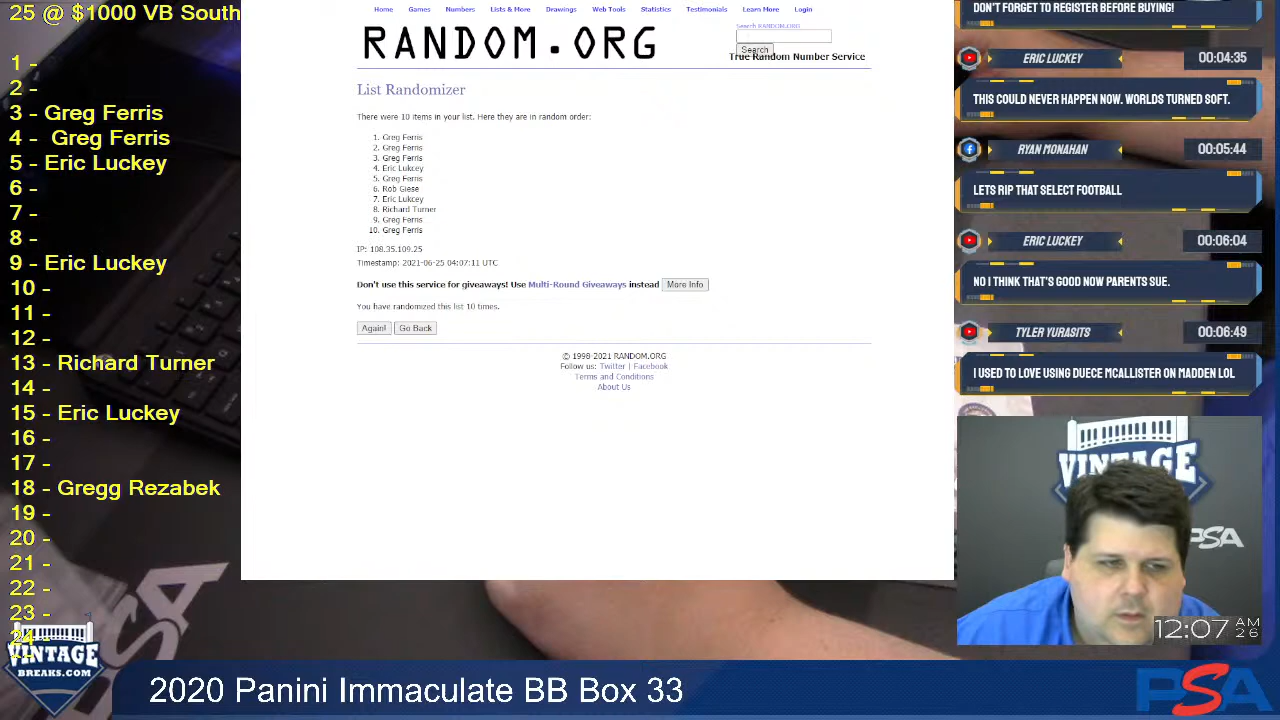 25 @ $1000 VB South
1 -
2 -
3 - Greg Ferris
4 - Greg Ferris
5 - Eric Luckey
6 -
7 -
8 -
9 - Eric Luckey
10 -
11 -
12 -
13 - Richard Turner
14 -
15 - Eric Luckey
16 -
17 -
18 - Gregg Rezabek
19 -
20 -
21 -
22 -
23 -
24 -
VINTAGE
BREAKS.COM
PSA
Home Games Numbers Lists & More Drawings Web Tools Statistics Testimonials Learn More Login
RANDOM.ORG
Search RANDOM.ORG
Search
True Random Number Service
List Randomizer
There were 10 items in your list. Here they are in random order:
1. Greg Ferris
2. Greg Ferris
3. Greg Ferris
4. Eric Lukcey
5. Greg Ferris
6. Rob Giese
7. Eric Lukcey
8. Richard Turner
9. Greg Ferris
10. Greg Ferris
IP: 108.35.109.25
Timestamp: 2021-06-25 04:07:11 UTC
Don't use this service for giveaways! Use Multi-Round Giveaways instead More Info
You have randomized this list 10 times.
Again! Go Back
© 1998-2021 RANDOM.ORG
Follow us: Twitter | Facebook
Terms and Conditions
About Us
DON'T FORGET TO REGISTER BEFORE BUYING!
ERIC LUCKEY 00:04:35
THIS COULD NEVER HAPPEN NOW. WORLDS TURNED SOFT.
RYAN MONAHAN 00:05:44
LETS RIP THAT SELECT FOOTBALL
ERIC LUCKEY 00:06:04
NO I THINK THAT'S GOOD NOW PARENTS SUE.
TYLER YURASITS 00:06:49
I USED TO LOVE USING DUECE MCALLISTER ON MADDEN LOL
VINTAGE
PSA
12:07 AM
26
2020 Panini Immaculate BB Box 33
PSA